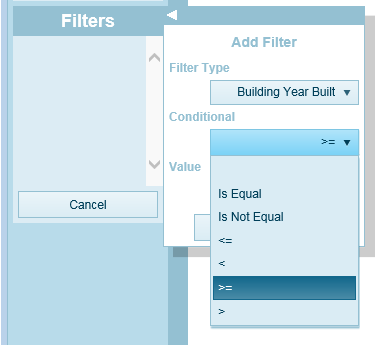 Filters
Add Filter
Filter Type
Building Year Built
Conditional
>=
Value
Is Equal
Is Not Equal
<=
<
>=
>
Cancel